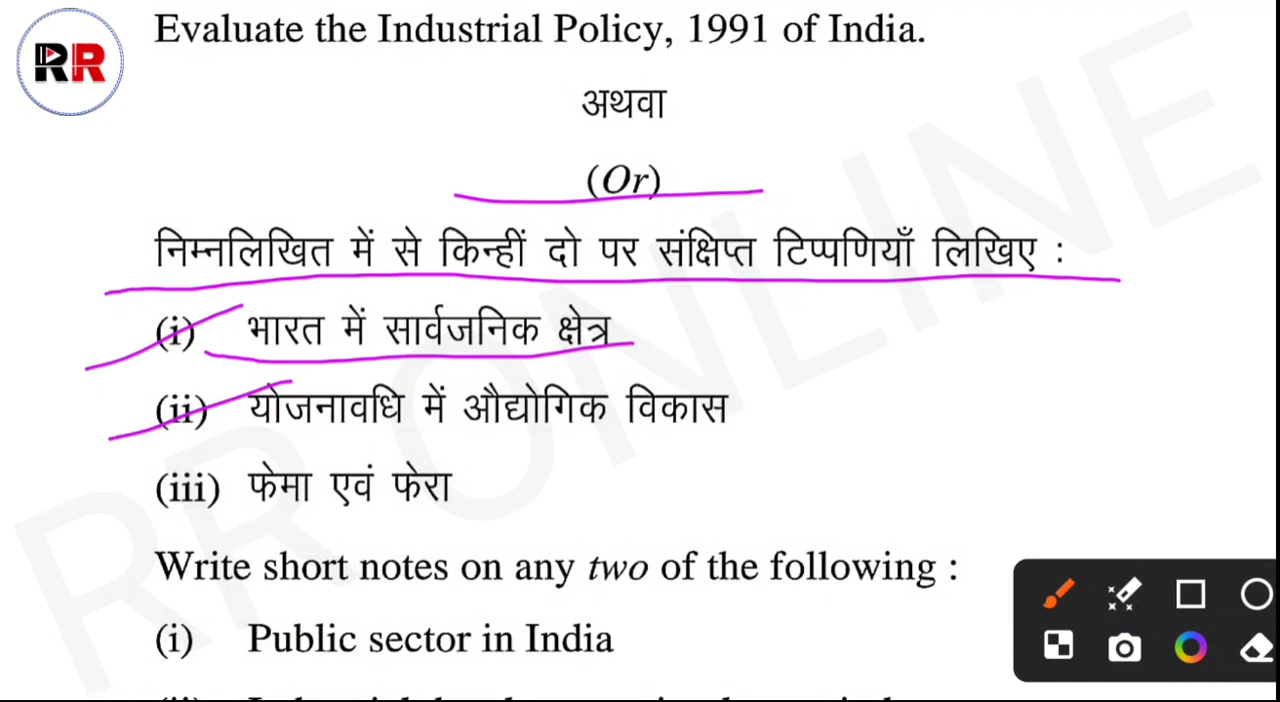 RR
Evaluate the Industrial Policy, 1991 of India.
अथवा
(Or)
निम्नलिखित में से किन्हीं दो पर संक्षिप्त टिप्पणियाँ लिखिए :
(i) भारत में सार्वजनिक क्षेत्र
(ii) योजनावधि में औद्योगिक विकास
(iii) फेमा एवं फेरा
Write short notes on any two of the following :
(i) Public sector in India
RR ONLINE